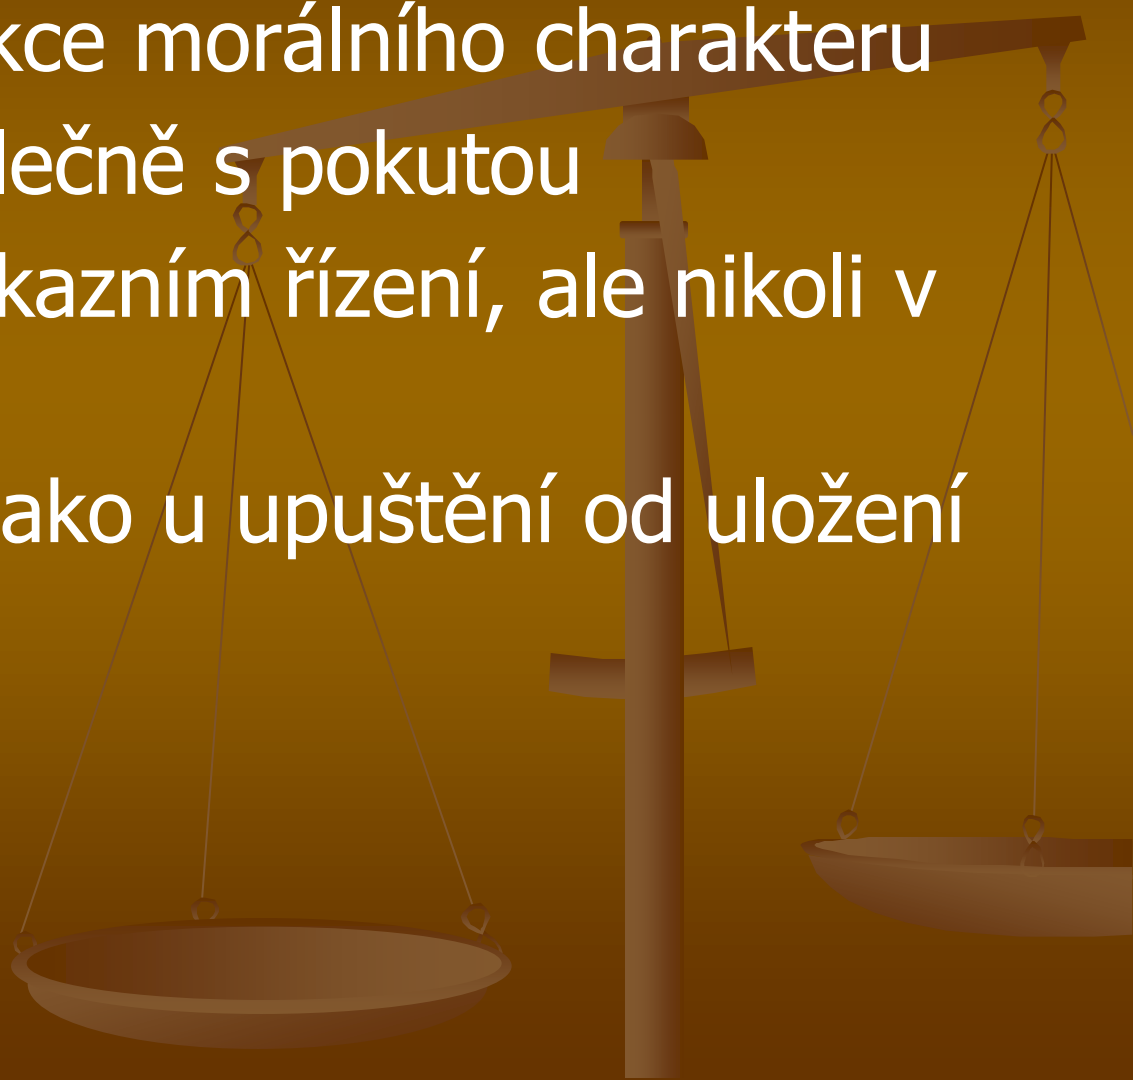 kce morálního charakteru
lečně s pokutou
kazním řízení, ale nikoli v
ako u upuštění od uložení